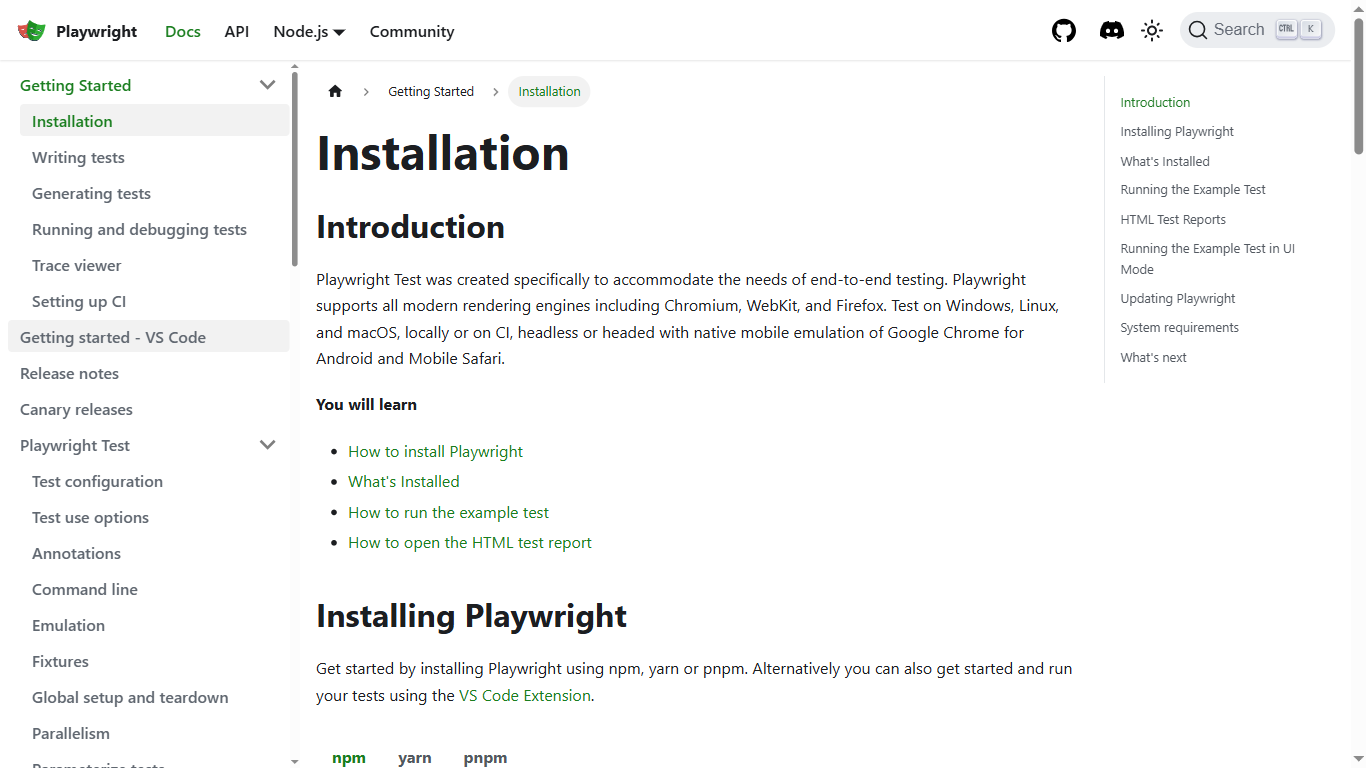 Playwright
Docs
API
Node.js
Community
Search
CTRL
K
Getting Started
Installation
Writing tests
Generating tests
Running and debugging tests
Trace viewer
Setting up CI
Getting started - VS Code
Release notes
Canary releases
Playwright Test
Test configuration
Test use options
Annotations
Command line
Emulation
Fixtures
Global setup and teardown
Parallelism
Parameterize tests
Getting Started
Installation
Installation
Introduction
Playwright Test was created specifically to accommodate the needs of end-to-end testing. Playwright
supports all modern rendering engines including Chromium, WebKit, and Firefox. Test on Windows, Linux,
and macOS, locally or on CI, headless or headed with native mobile emulation of Google Chrome for
Android and Mobile Safari.
You will learn
How to install Playwright
What's Installed
How to run the example test
How to open the HTML test report
Installing Playwright
Get started by installing Playwright using npm, yarn or pnpm. Alternatively you can also get started and run
your tests using the VS Code Extension.
npm
yarn
pnpm
Introduction
Installing Playwright
What's Installed
Running the Example Test
HTML Test Reports
Running the Example Test in UI
Mode
Updating Playwright
System requirements
What's next